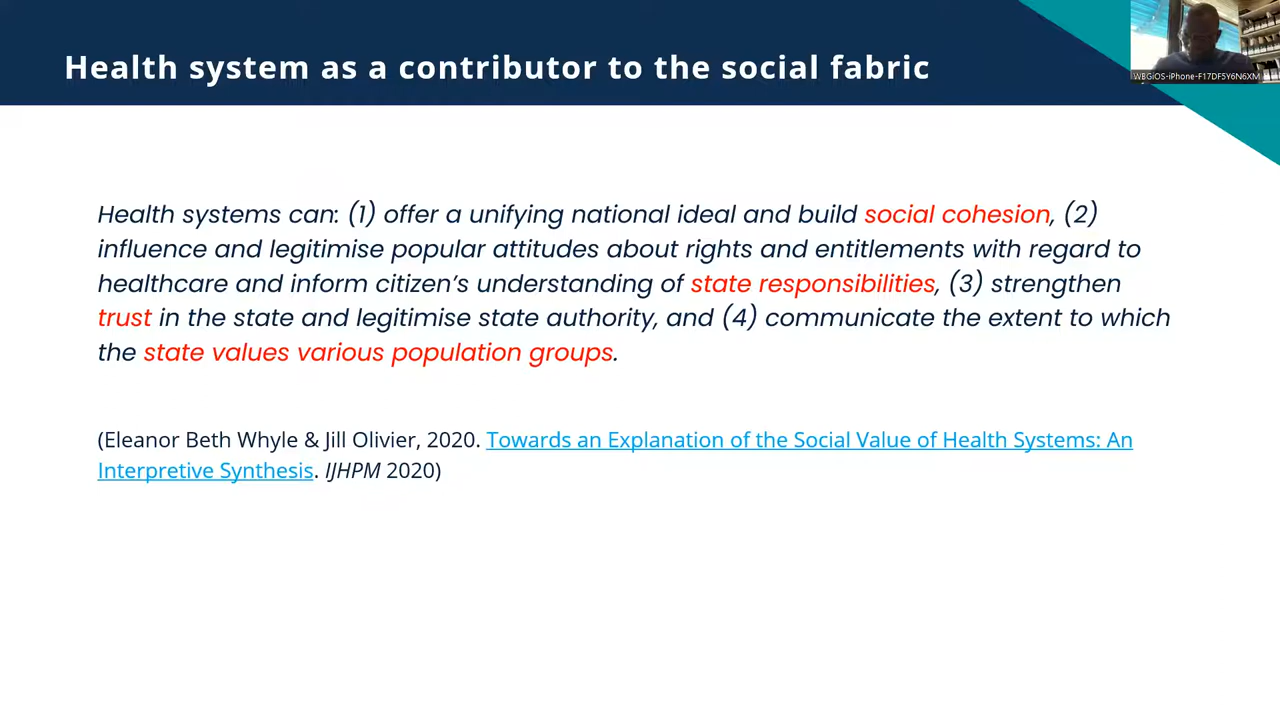 Health system as a contributor to the social fabric
WBGiOS-iPhone-F17DF5Y6N6XM
Health systems can: (1) offer a unifying national ideal and build social cohesion, (2)
influence and legitimise popular attitudes about rights and entitlements with regard to
healthcare and inform citizen’s understanding of state responsibilities, (3) strengthen
trust in the state and legitimise state authority, and (4) communicate the extent to which
the state values various population groups.
(Eleanor Beth Whyle & Jill Olivier, 2020. Towards an Explanation of the Social Value of Health Systems: An
Interpretive Synthesis. IJHPM 2020)